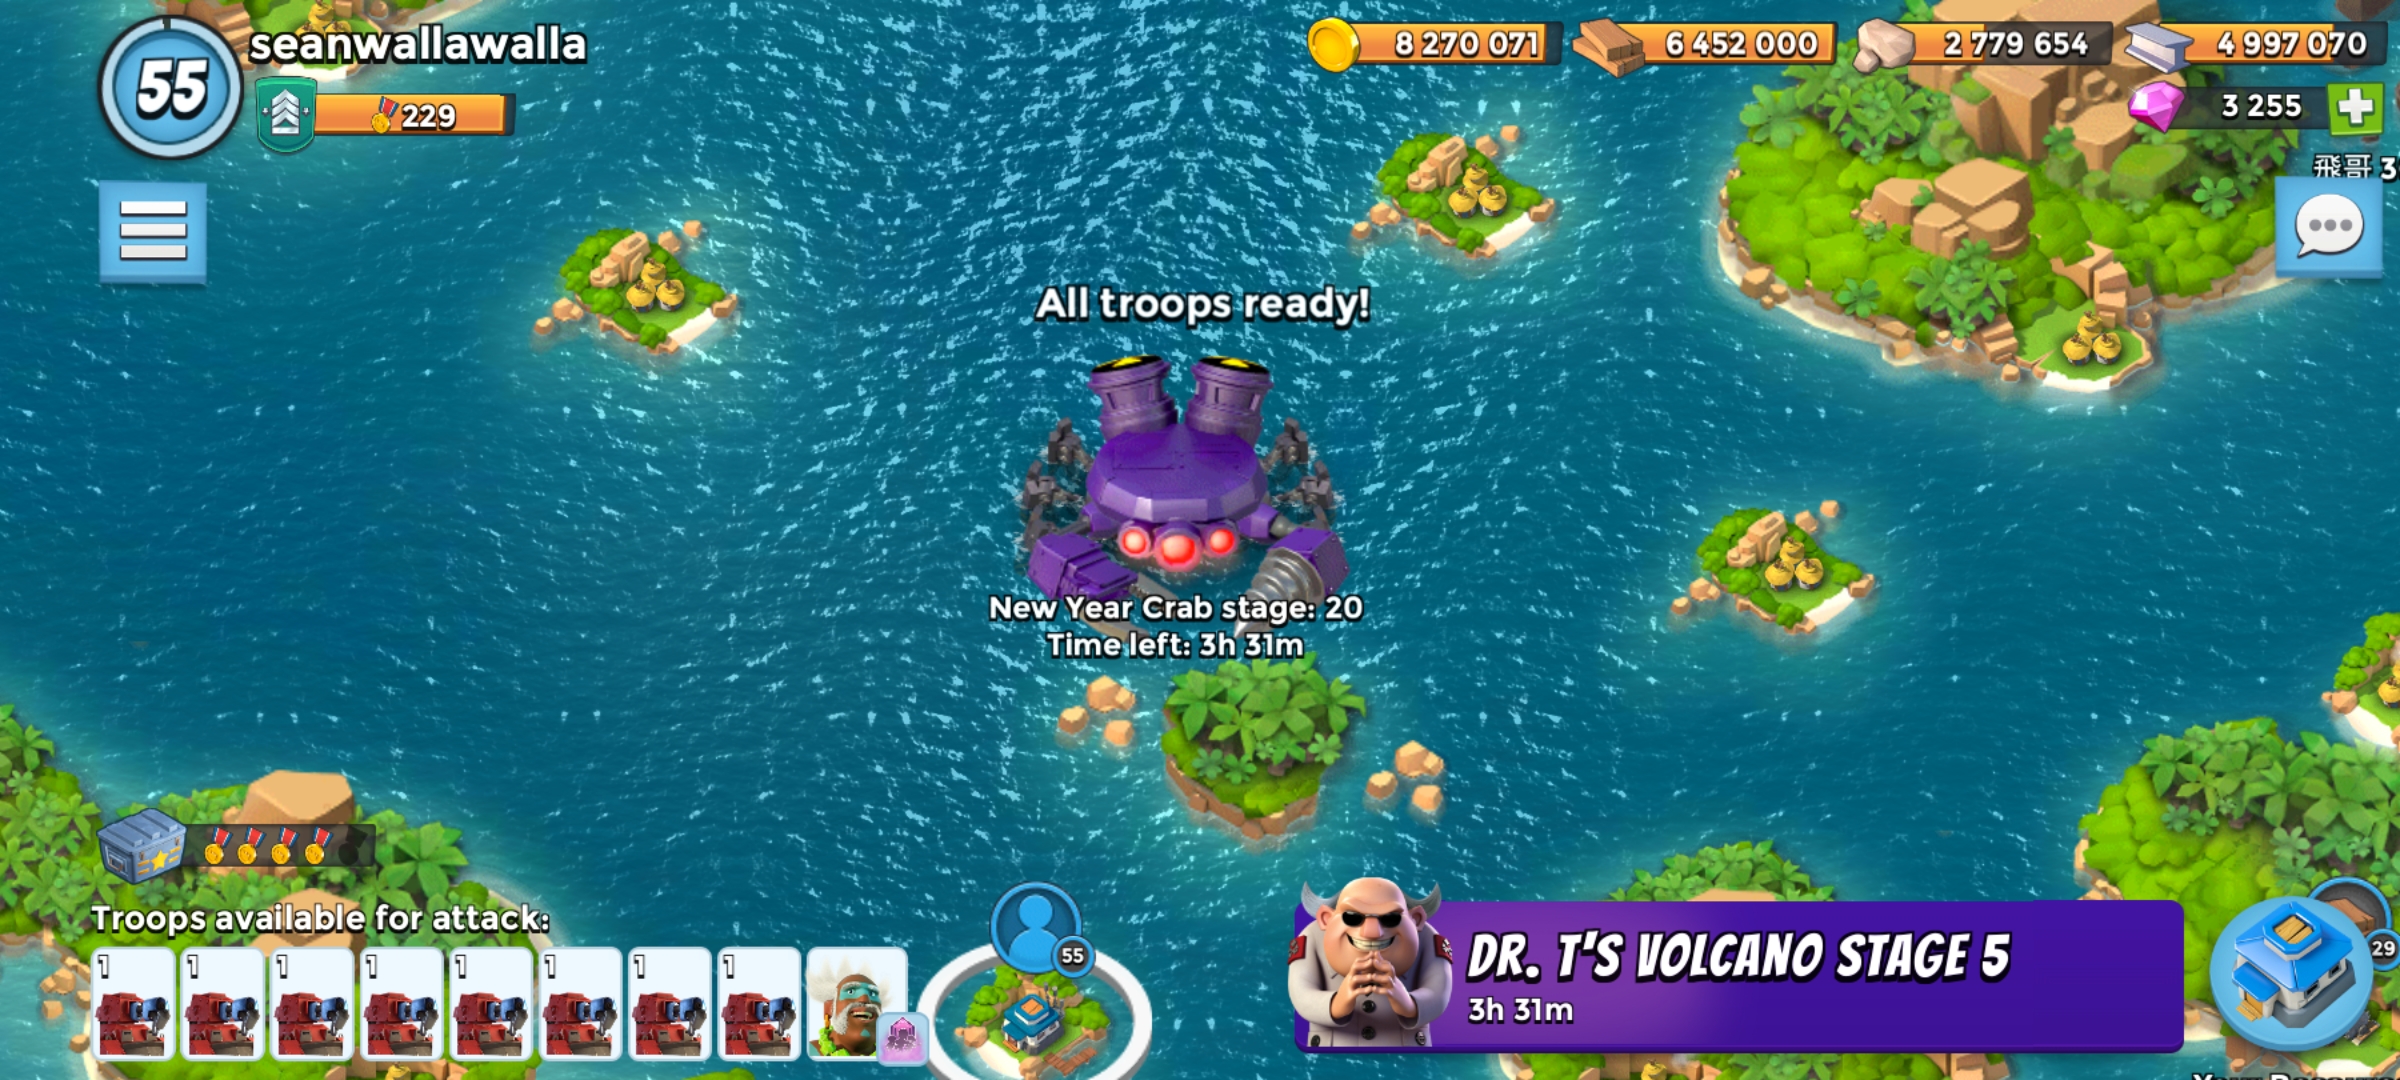 55
seanwallawalla
229
8 270 071
6 452 000
2 779 654
4 997 070
3 255
飛哥 3
All troops ready!
New Year Crab stage: 20
Time left: 3h 31m
Troops available for attack:
1
1
1
1
1
1
1
1
55
DR. T'S VOLCANO STAGE 5
3h 31m
29